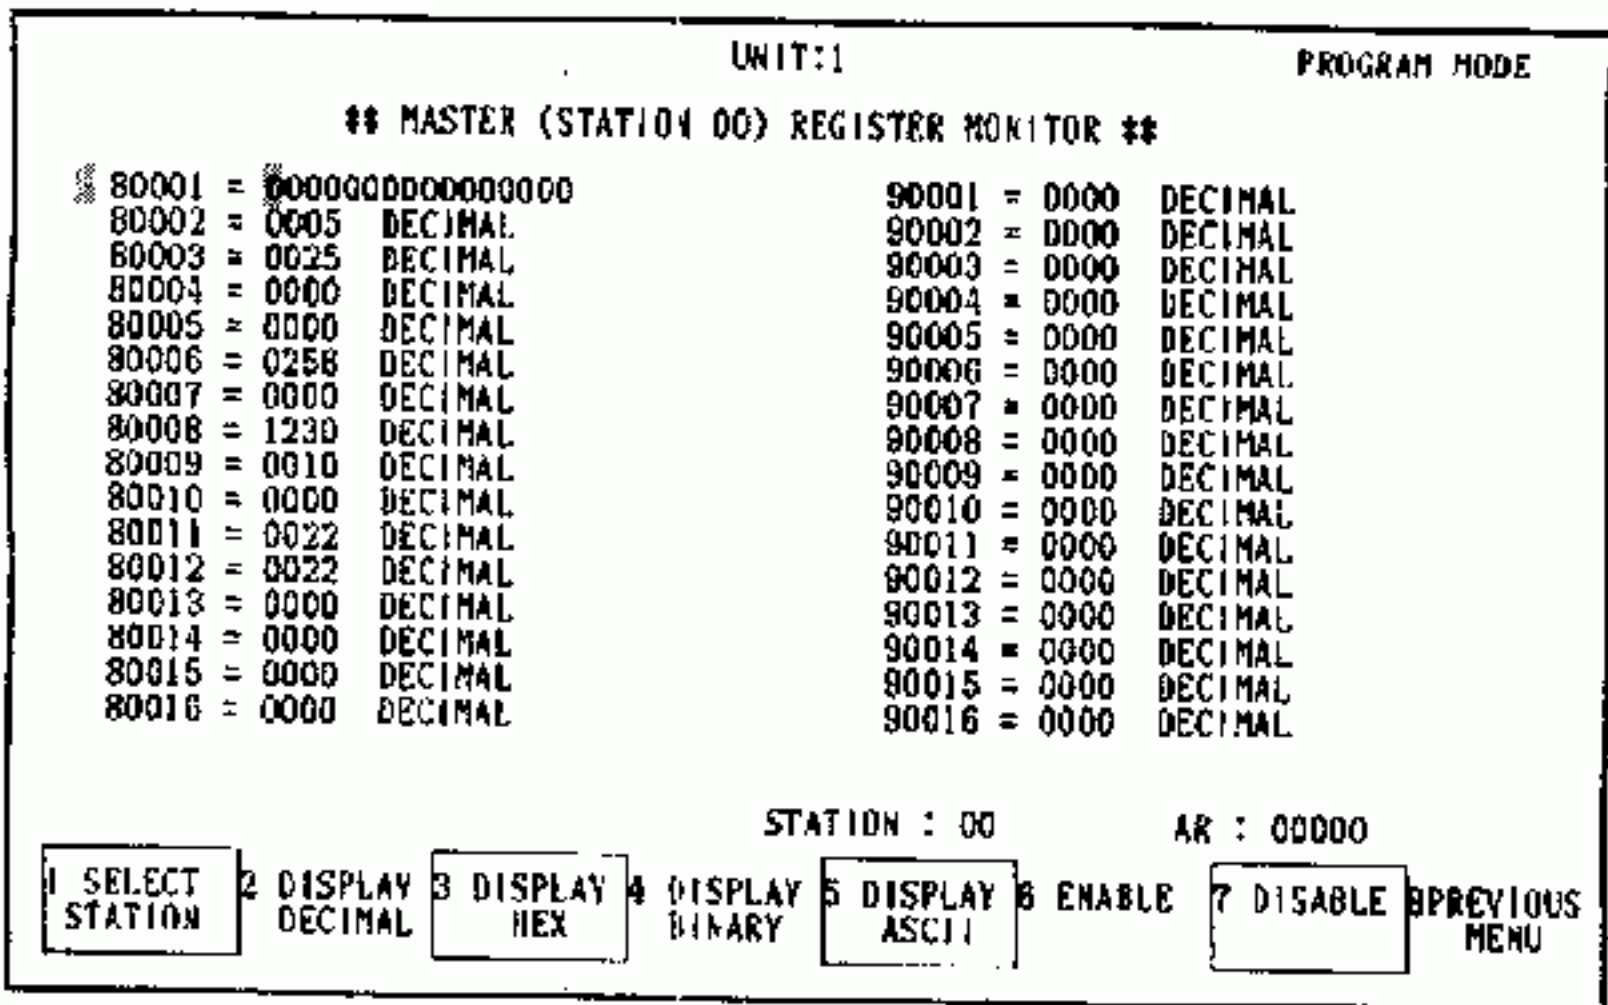 UNIT:1
PROGRAM MODE
** MASTER (STATION 00) REGISTER MONITOR **
80001 = 0000000000000000 90001 = 0000 DECIMAL
80002 = 0005 DECIMAL 90002 = 0000 DECIMAL
80003 = 0025 DECIMAL 90003 = 0000 DECIMAL
80004 = 0000 DECIMAL 90004 = 0000 DECIMAL
80005 = 0000 DECIMAL 90005 = 0000 DECIMAL
80006 = 0256 DECIMAL 90006 = 0000 DECIMAL
80007 = 0000 DECIMAL 90007 = 0000 DECIMAL
80008 = 1230 DECIMAL 90008 = 0000 DECIMAL
80009 = 0010 DECIMAL 90009 = 0000 DECIMAL
80010 = 0000 DECIMAL 90010 = 0000 DECIMAL
80011 = 0022 DECIMAL 90011 = 0000 DECIMAL
80012 = 0022 DECIMAL 90012 = 0000 DECIMAL
80013 = 0000 DECIMAL 90013 = 0000 DECIMAL
80014 = 0000 DECIMAL 90014 = 0000 DECIMAL
80015 = 0000 DECIMAL 90015 = 0000 DECIMAL
80016 = 0000 DECIMAL 90016 = 0000 DECIMAL
STATION : 00 AR : 00000
1 SELECT 2 DISPLAY 3 DISPLAY 4 DISPLAY 5 DISPLAY 6 ENABLE 7 DISABLE 8PREVIOUS
STATION DECIMAL HEX BINARY ASCII MENU